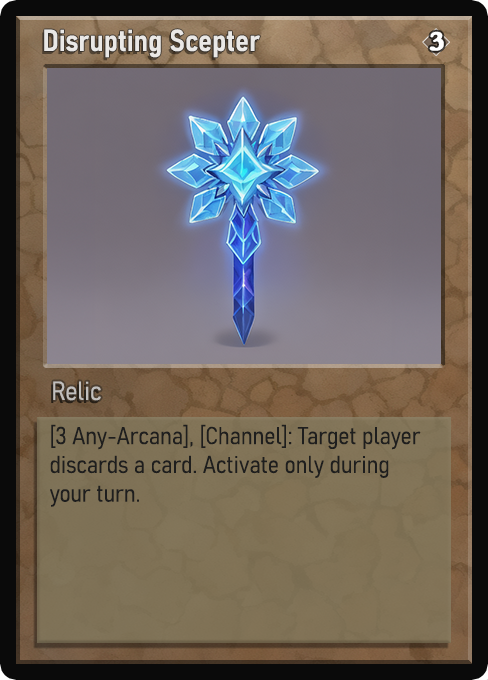 Disrupting Scepter
3
Relic
[3 Any-Arcana], [Channel]: Target player
discards a card. Activate only during
your turn.